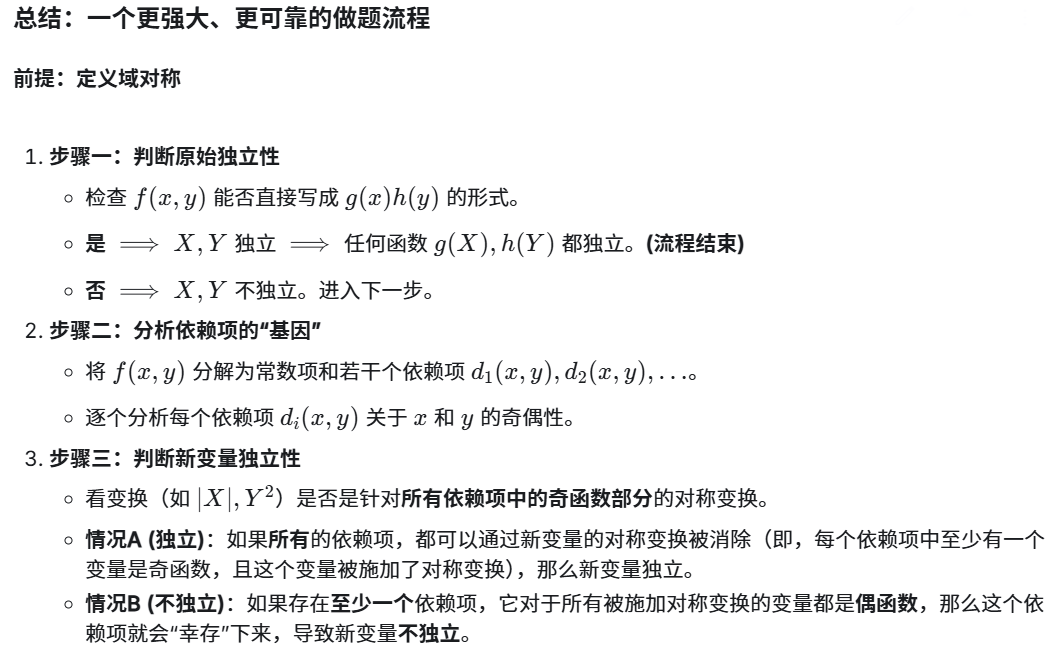 总结：一个更强大、更可靠的做题流程
前提：定义域对称
1. 步骤一：判断原始独立性
◦ 检查 f(x, y) 能否直接写成 g(x)h(y) 的形式。
◦ 是 ⟹ X, Y 独立 ⟹ 任何函数 g(X), h(Y) 都独立。(流程结束)
◦ 否 ⟹ X, Y 不独立。进入下一步。
2. 步骤二：分析依赖项的“基因”
◦ 将 f(x, y) 分解为常数项和若干个依赖项 d₁(x, y), d₂(x, y), …。
◦ 逐个分析每个依赖项 dᵢ(x, y) 关于 x 和 y 的奇偶性。
3. 步骤三：判断新变量独立性
◦ 看变换（如 |X|, Y²）是否是针对所有依赖项中的奇函数部分的对称变换。
◦ 情况A (独立)：如果所有的依赖项，都可以通过新变量的对称变换被消除（即，每个依赖项中至少有一个
变量是奇函数，且这个变量被施加了对称变换），那么新变量独立。
◦ 情况B (不独立)：如果存在至少一个依赖项，它对于所有被施加对称变换的变量都是偶函数，那么这个依
赖项就会“幸存”下来，导致新变量不独立。